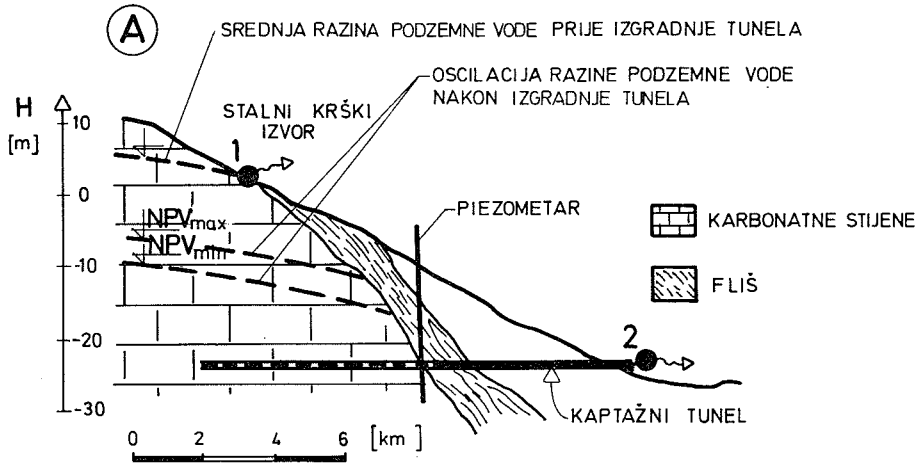 A
SREDNJA RAZINA PODZEMNE VODE PRIJE IZGRADNJE TUNELA
OSCILACIJA RAZINE PODZEMNE VODE
NAKON IZGRADNJE TUNELA
H
[m]
STALNI KRŠKI
IZVOR
1
10
0
-10
-20
-30
NPVmax
NPVmin
PIEZOMETAR
KARBONATNE STIJENE
FLIŠ
2
KAPTAŽNI TUNEL
0 2 4 6 [km]